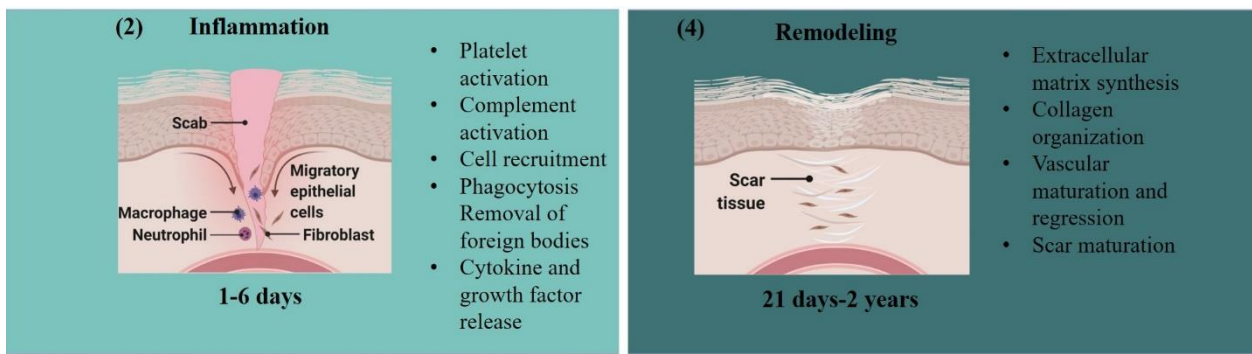 (2) Inflammation
Scab
Migratory
epithelial
cells
Macrophage
Neutrophil
Fibroblast
1-6 days
• Platelet
activation
• Complement
activation
• Cell recruitment
• Phagocytosis
Removal of
foreign bodies
• Cytokine and
growth factor
release
(4) Remodeling
Scar
tissue
21 days-2 years
• Extracellular
matrix synthesis
• Collagen
organization
• Vascular
maturation and
regression
• Scar maturation